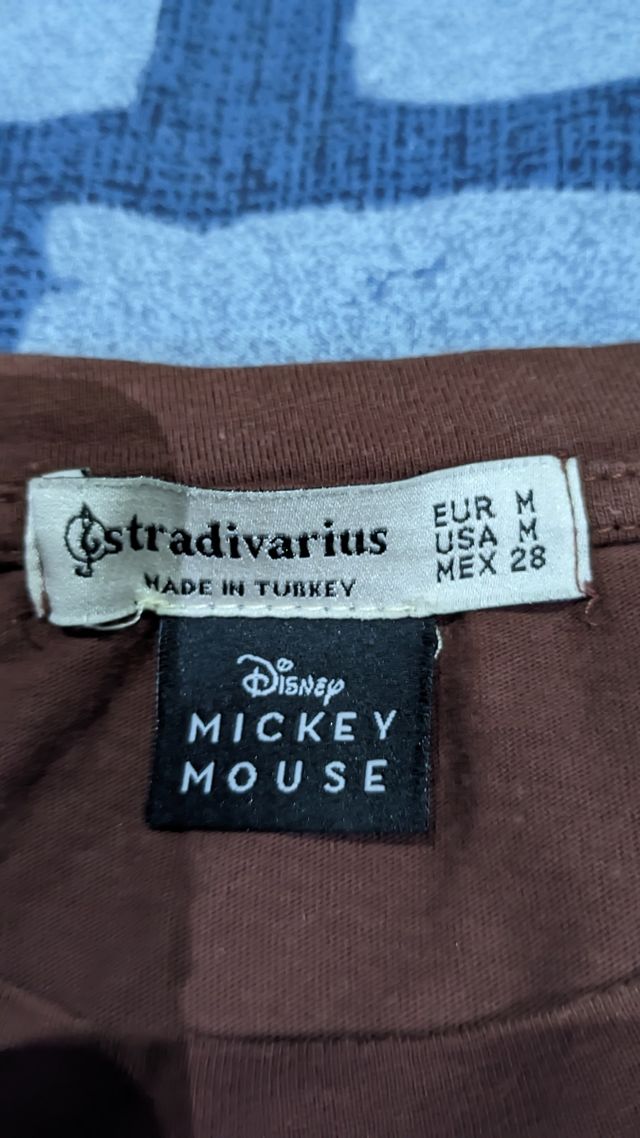 stradivarius
MADE IN TURKEY
EUR M
USA M
MEX 28
Disney
MICKEY
MOUSE